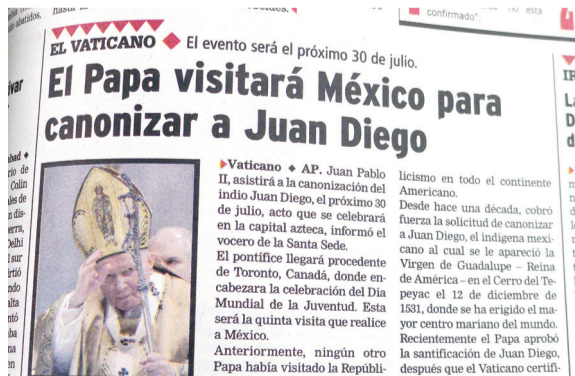 abatidos,
confirmado".
no esta
EL VATICANO ◆ El evento será el próximo 30 de julio.
El Papa visitará México para
canonizar a Juan Diego
Vaticano ◆ AP. Juan Pablo
II, asistirá a la canonización del
indio Juan Diego, el próximo 30
de julio, acto que se celebrará
en la capital azteca, informó el
vocero de la Santa Sede.
El pontífice llegará procedente
de Toronto, Canadá, donde en-
cabezara la celebración del Día
Mundial de la Juventud. Esta
será la quinta visita que realice
a México.
Anteriormente, ningún otro
Papa había visitado la Repúbli-
licismo en todo el continente
Americano.
Desde hace una década, cobró
fuerza la solicitud de canonizar
a Juan Diego, el indígena mexi-
cano al cual se le apareció la
Virgen de Guadalupe – Reina
de América – en el Cerro del Te-
peyac el 12 de diciembre de
1531, donde se ha erigido el ma-
yor centro mariano del mundo.
Recientemente el Papa aprobó
la santificación de Juan Diego,
después que el Vaticano certifi-